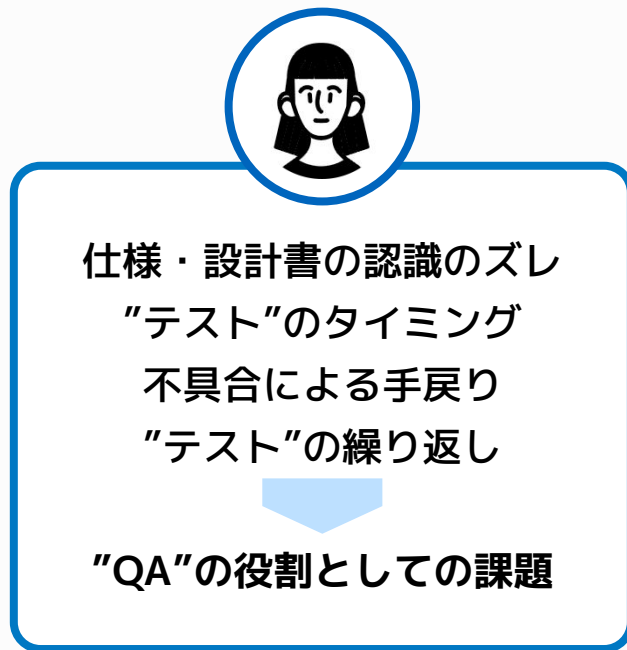 仕様・設計書の認識のズレ
”テスト”のタイミング
不具合による手戻り
”テスト”の繰り返し
”QA”の役割としての課題